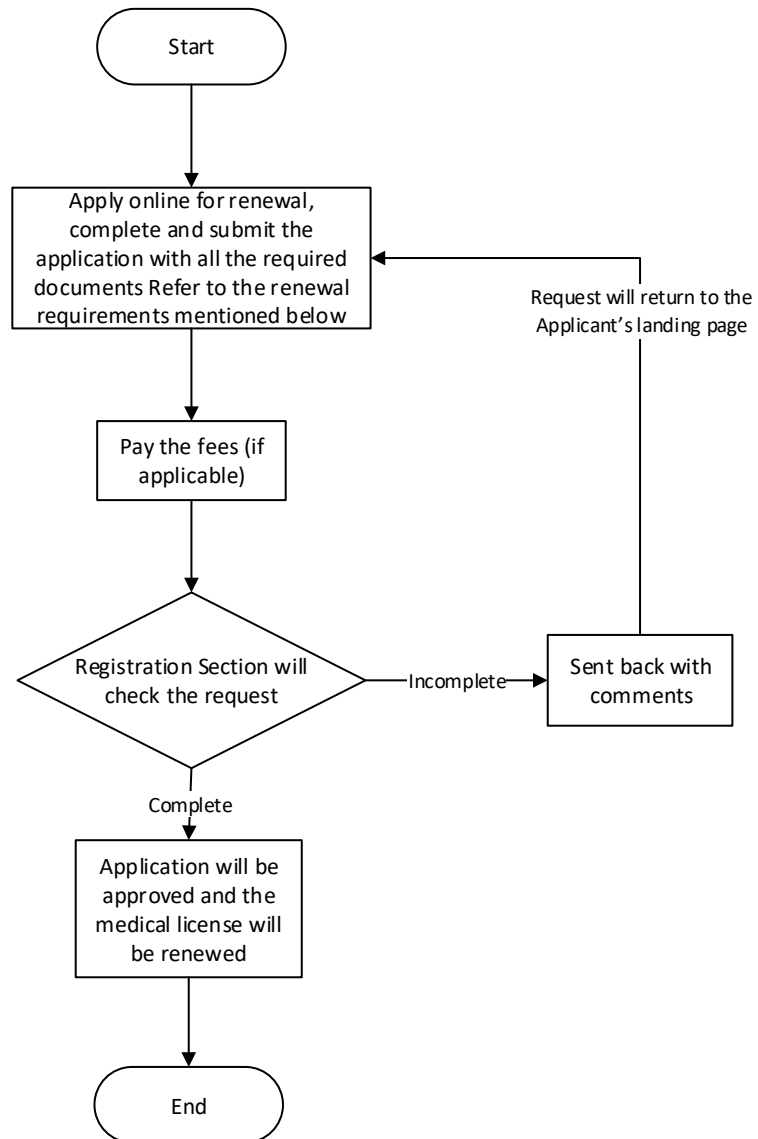 Start
Apply online for renewal,
complete and submit the
application with all the required
documents Refer to the renewal
requirements mentioned below
Request will return to the
Applicant's landing page
Pay the fees (if
applicable)
Registration Section will
check the request
Incomplete
Sent back with
comments
Complete
Application will be
approved and the
medical license will
be renewed
End